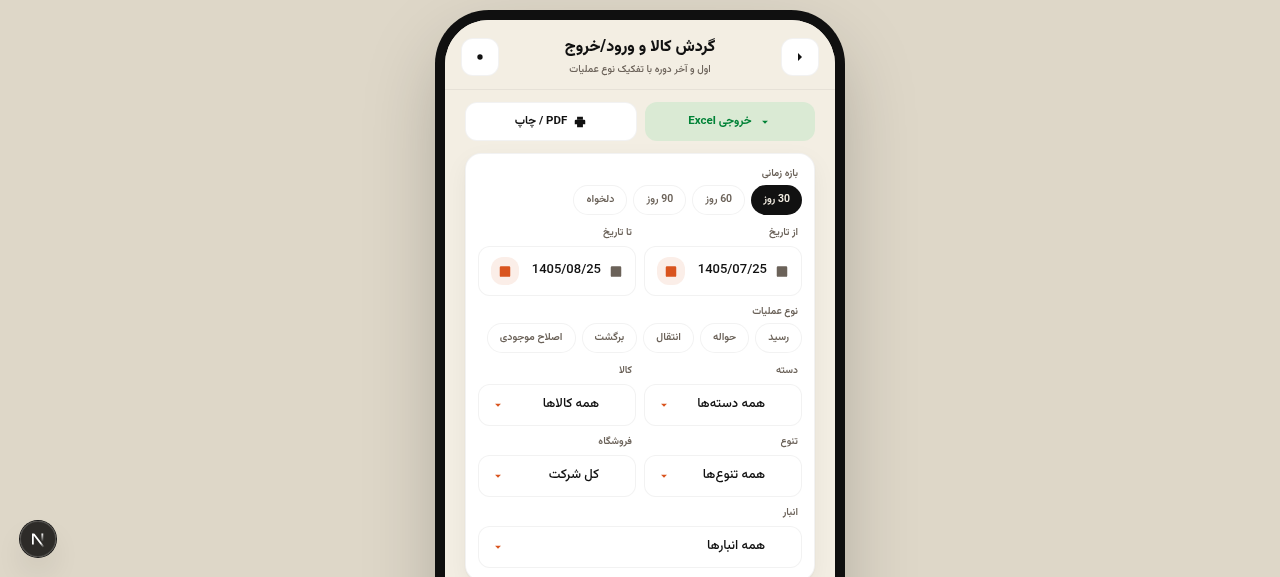 گردش کالا و ورود/خروج
اول و آخر دوره با تفکیک نوع عملیات
خروجی Excel
PDF / چاپ
بازه زمانی
30 روز
60 روز
90 روز
دلخواه
از تاریخ
تا تاریخ
1405/07/25
1405/08/25
نوع عملیات
رسید
حواله
انتقال
برگشت
اصلاح موجودی
دسته
کالا
همه دسته‌ها
همه کالاها
تنوع
فروشگاه
همه تنوع‌ها
کل شرکت
انبار
همه انبارها
N